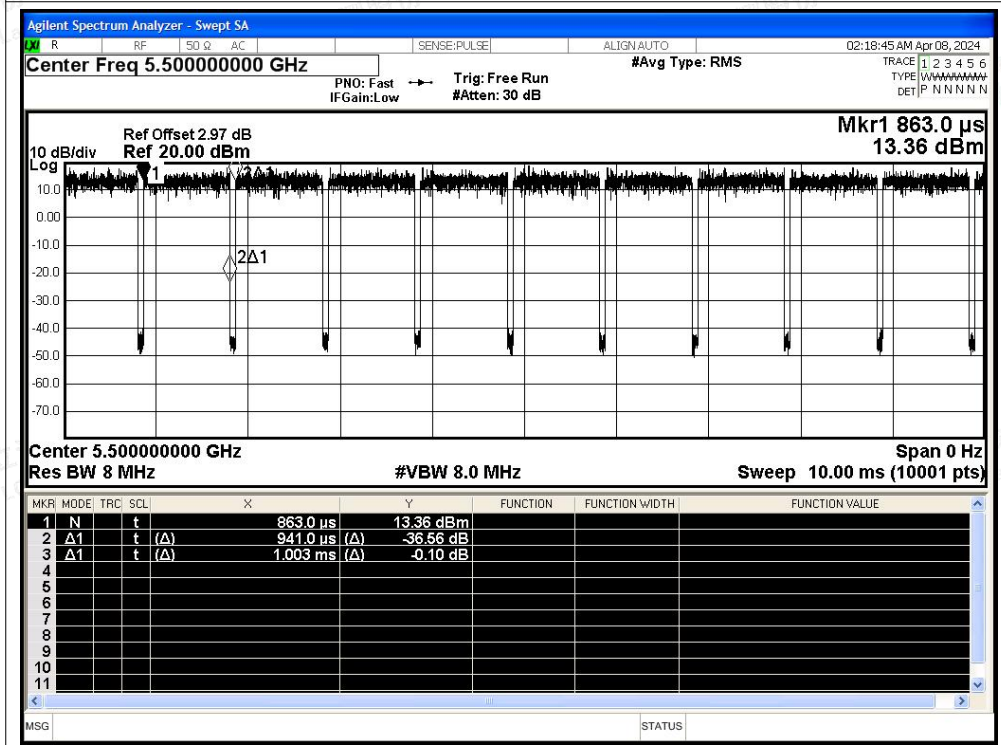 Agilent Spectrum Analyzer - Swept SA
LXI R RF 50 Ω AC SENSE:PULSE ALIGN AUTO 02:18:45 AM Apr 08, 2024
Center Freq 5.500000000 GHz
PNO: Fast
IFGain:Low
Trig: Free Run
#Atten: 30 dB
#Avg Type: RMS
TRACE 1 2 3 4 5 6
TYPE WWWWWW
DET P N N N N N
Mkr1 863.0 µs
13.36 dBm
Ref Offset 2.97 dB
10 dB/div Ref 20.00 dBm
Log
10.0
0.00
-10.0
-20.0
-30.0
-40.0
-50.0
-60.0
-70.0
1
2Δ1
Center 5.500000000 GHz Span 0 Hz
Res BW 8 MHz #VBW 8.0 MHz Sweep 10.00 ms (10001 pts)
MKR MODE TRC SCL X Y FUNCTION FUNCTION WIDTH FUNCTION VALUE
1 N t 863.0 µs 13.36 dBm
2 Δ1 t (Δ) 941.0 µs (Δ) -36.56 dB
3 Δ1 t (Δ) 1.003 ms (Δ) -0.10 dB
4
5
6
7
8
9
10
11
MSG STATUS